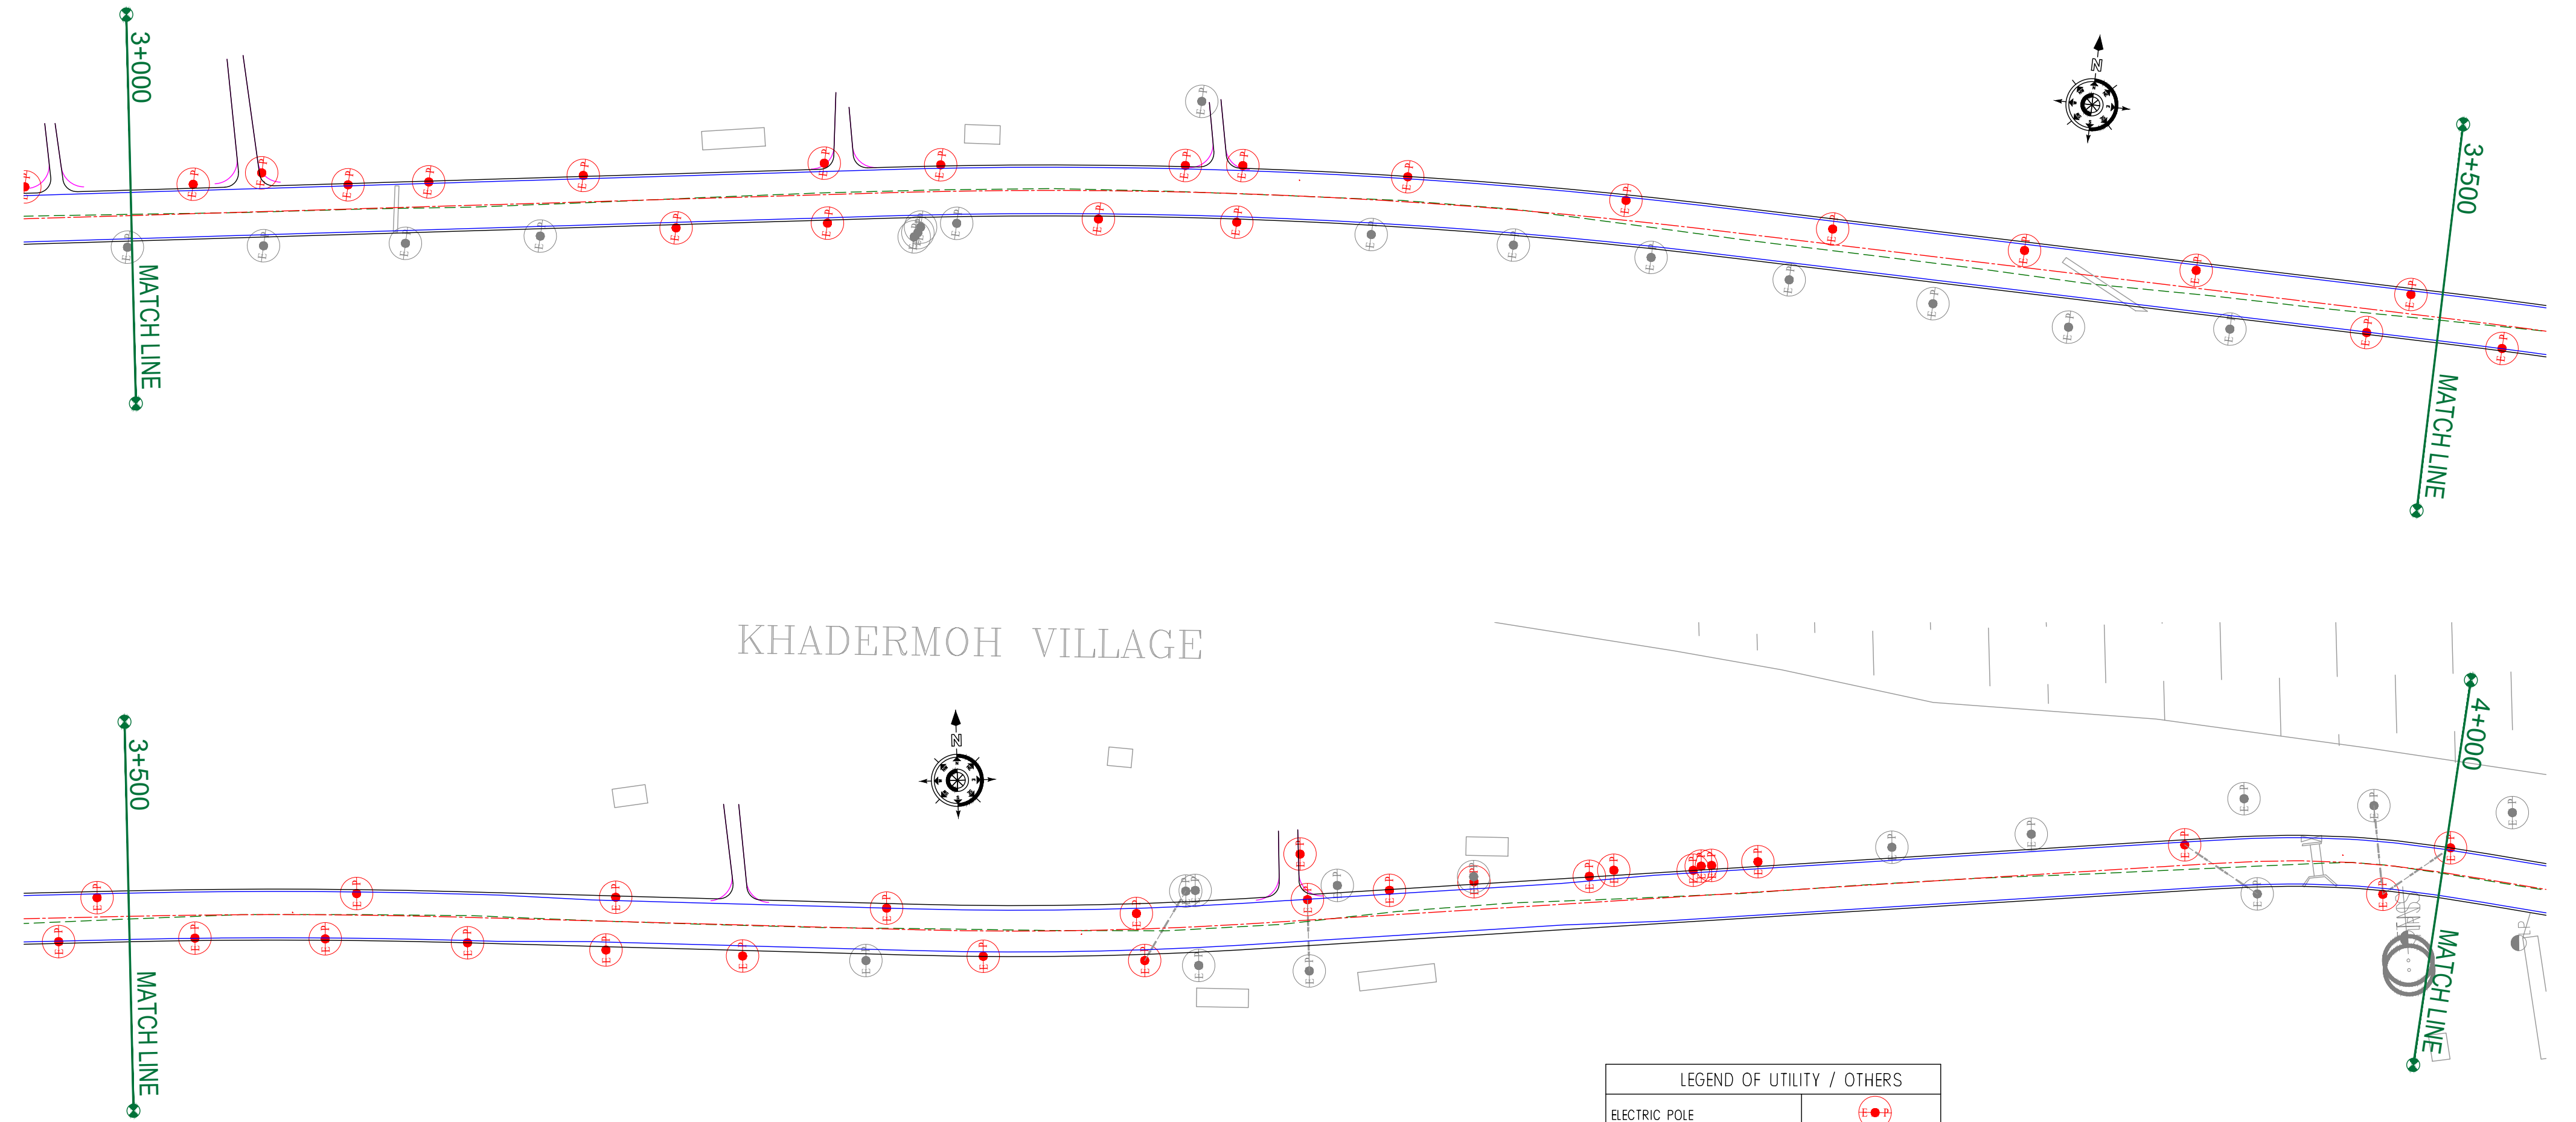 3+000
MATCH LINE
N
3+500
MATCH LINE
KHADERMOH VILLAGE
3+500
MATCH LINE
N
4+000
MATCH LINE
LEGEND OF UTILITY / OTHERS
ELECTRIC POLE
E P